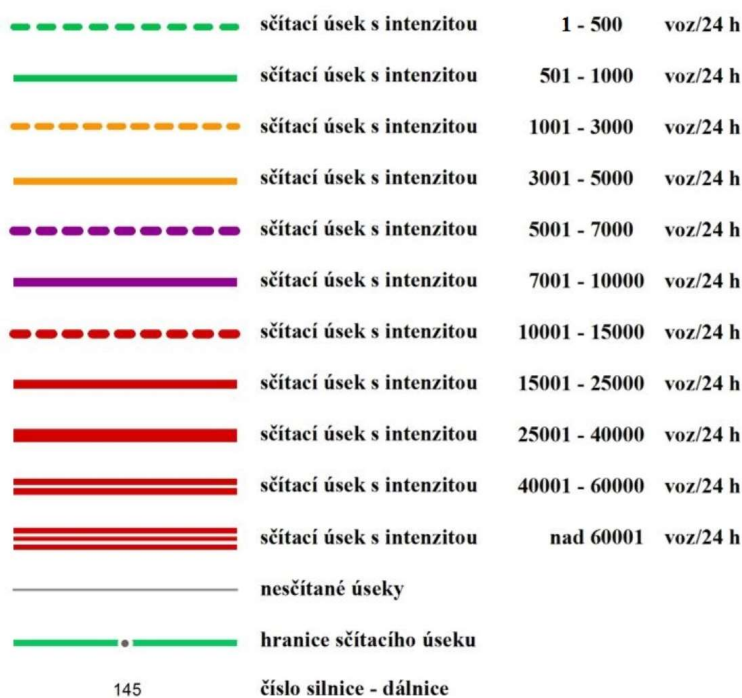 sčítací úsek s intenzitou 1 - 500 voz/24 h
sčítací úsek s intenzitou 501 - 1000 voz/24 h
sčítací úsek s intenzitou 1001 - 3000 voz/24 h
sčítací úsek s intenzitou 3001 - 5000 voz/24 h
sčítací úsek s intenzitou 5001 - 7000 voz/24 h
sčítací úsek s intenzitou 7001 - 10000 voz/24 h
sčítací úsek s intenzitou 10001 - 15000 voz/24 h
sčítací úsek s intenzitou 15001 - 25000 voz/24 h
sčítací úsek s intenzitou 25001 - 40000 voz/24 h
sčítací úsek s intenzitou 40001 - 60000 voz/24 h
sčítací úsek s intenzitou nad 60001 voz/24 h
nesčítané úseky
hranice sčítacího úseku
145 číslo silnice - dálnice